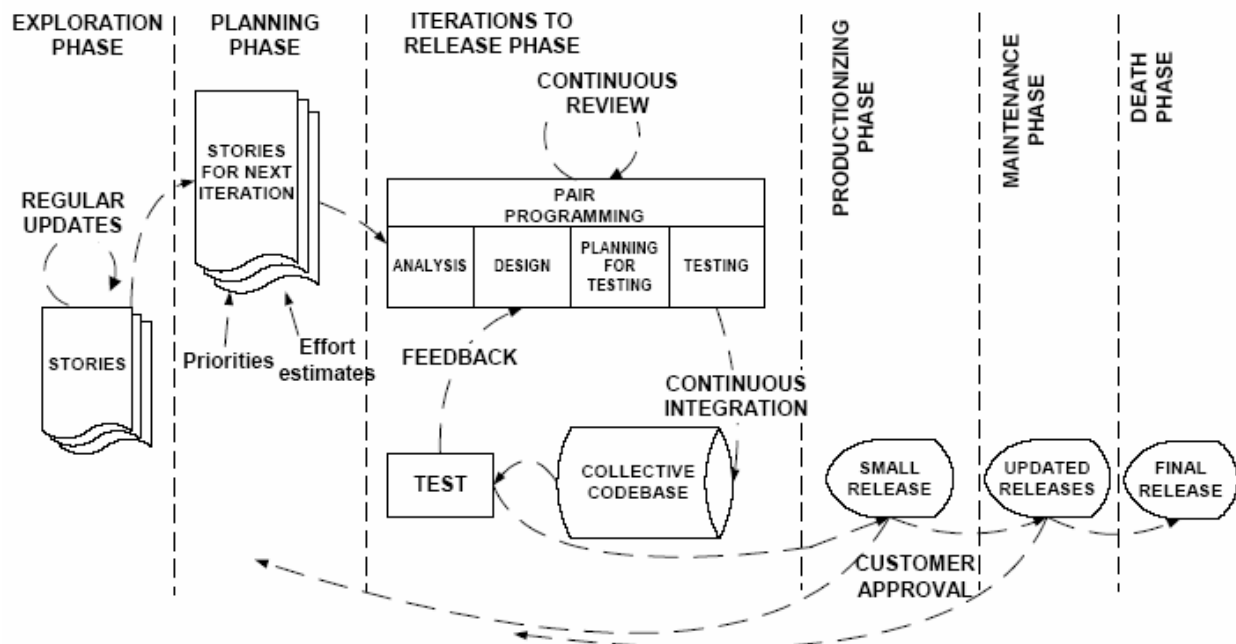 EXPLORATION
PHASE
PLANNING
PHASE
ITERATIONS TO
RELEASE PHASE
PRODUCTIONIZING
PHASE
MAINTENANCE
PHASE
DEATH
PHASE
CONTINUOUS
REVIEW
STORIES
FOR NEXT
ITERATION
REGULAR
UPDATES
PAIR
PROGRAMMING
ANALYSIS
DESIGN
PLANNING
FOR
TESTING
TESTING
STORIES
Priorities
Effort
estimates
FEEDBACK
CONTINUOUS
INTEGRATION
TEST
COLLECTIVE
CODEBASE
SMALL
RELEASE
UPDATED
RELEASES
FINAL
RELEASE
CUSTOMER
APPROVAL